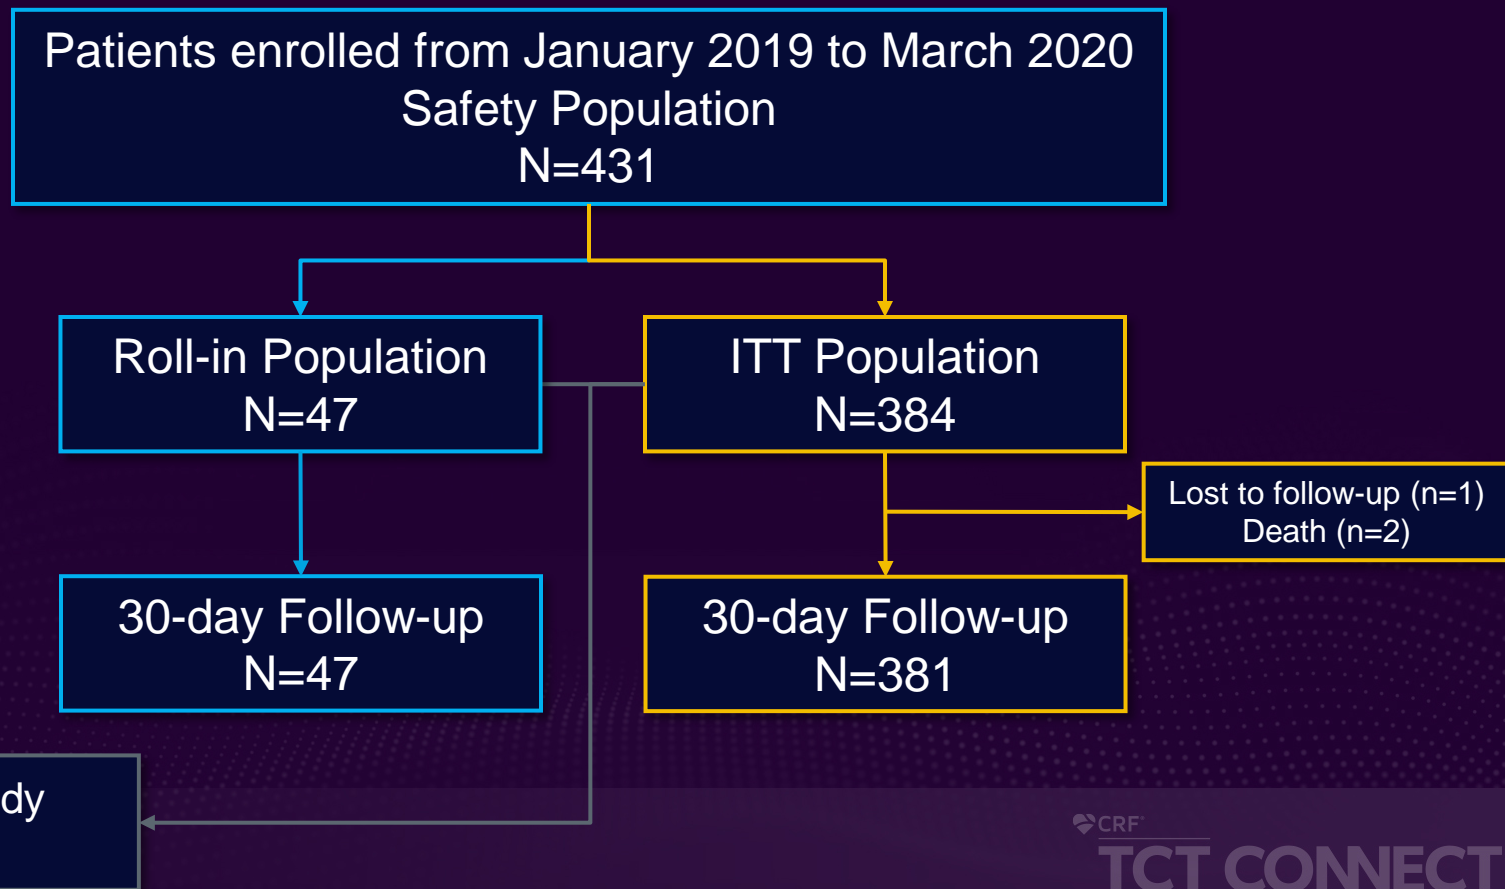 Patients enrolled from January 2019 to March 2020
Safety Population
N=431
Roll-in Population
N=47
ITT Population
N=384
Lost to follow-up (n=1)
Death (n=2)
30-day Follow-up
N=47
30-day Follow-up
N=381
dy
CRF®
TCT CONNECT